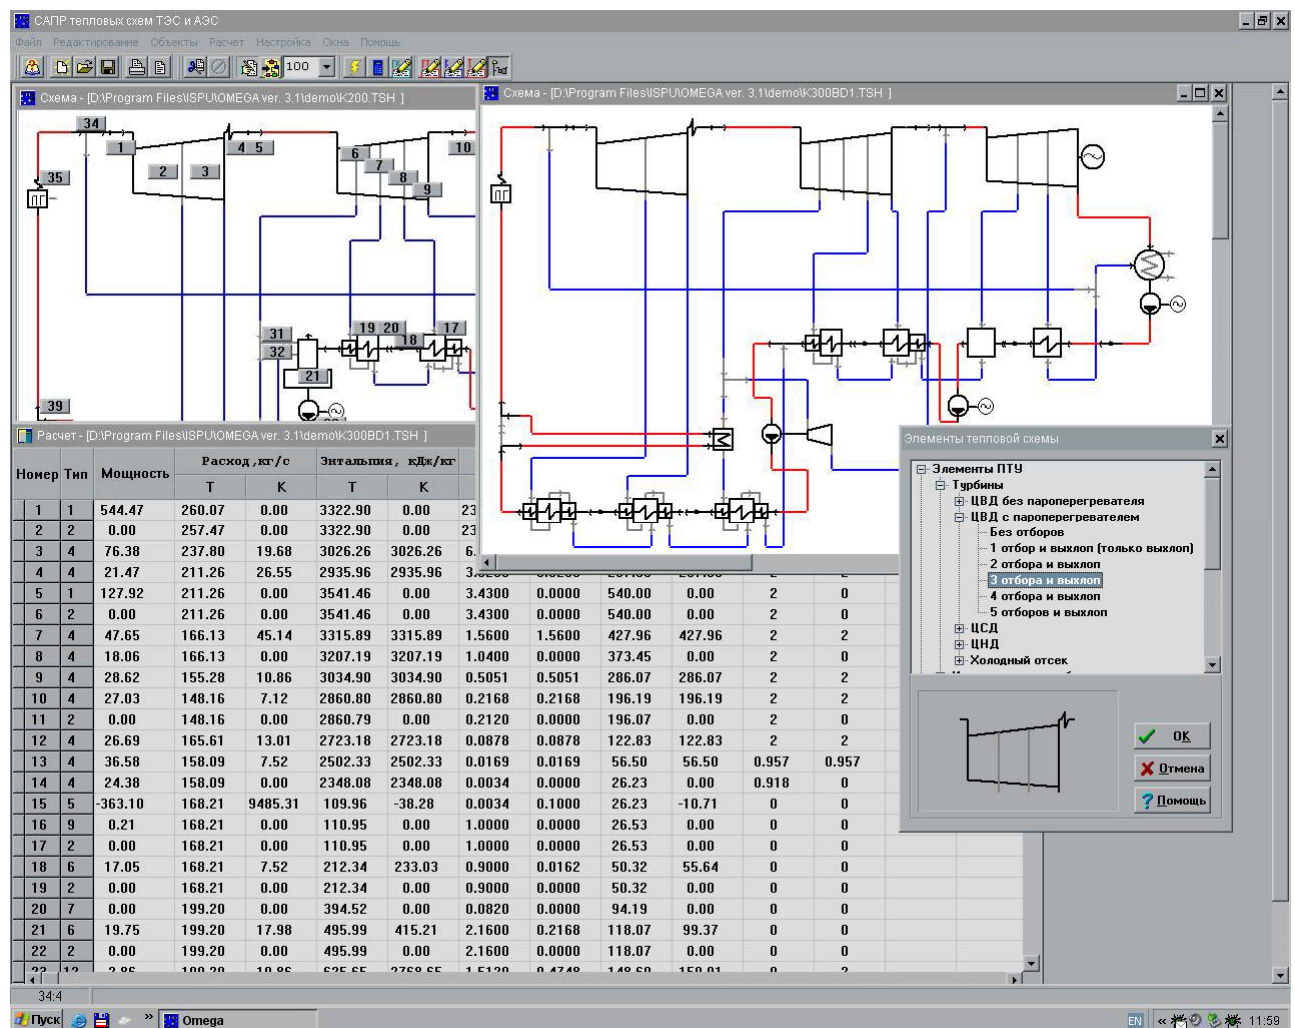 САПР тепловых схем ТЭС и АЭС
Файл Редактирование Объекты Расчет Настройка Окна Помощь
100
Схема - [D:\Program Files\ISPU\OMEGA ver. 3.1\demo\K200.TSH ]
34
1 4 5 6 10
2 3 7
35 8
9
31 19 20 17
32 18
21
39
Схема - [D:\Program Files\ISPU\OMEGA ver. 3.1\demo\K300BD1.TSH ]
Расчет - [D:\Program Files\ISPU\OMEGA ver. 3.1\demo\K300BD1.TSH ]
Номер Тип Мощность Расход,кг/с Энтальпия, кДж/кг
Т К Т К
1 1 544.47 260.07 0.00 3322.90 0.00 23
2 2 0.00 257.47 0.00 3322.90 0.00 23
3 4 76.38 237.80 19.68 3026.26 3026.26 6.
4 4 21.47 211.26 26.55 2935.96 2935.96
5 1 127.92 211.26 0.00 3541.46 0.00 3.4300 0.0000 540.00 0.00 2 0
6 2 0.00 211.26 0.00 3541.46 0.00 3.4300 0.0000 540.00 0.00 2 0
7 4 47.65 166.13 45.14 3315.89 3315.89 1.5600 1.5600 427.96 427.96 2 2
8 4 18.06 166.13 0.00 3207.19 3207.19 1.0400 0.0000 373.45 0.00 2 0
9 4 28.62 155.28 10.86 3034.90 3034.90 0.5051 0.5051 286.07 286.07 2 2
10 4 27.03 148.16 7.12 2860.80 2860.80 0.2168 0.2168 196.19 196.19 2 2
11 2 0.00 148.16 0.00 2860.79 0.00 0.2120 0.0000 196.07 0.00 2 0
12 4 26.69 165.61 13.01 2723.18 2723.18 0.0878 0.0878 122.83 122.83 2 2
13 4 36.58 158.09 7.52 2502.33 2502.33 0.0169 0.0169 56.50 56.50 0.957 0.957
14 4 24.38 158.09 0.00 2348.08 2348.08 0.0034 0.0000 26.23 0.00 0.918 0
15 5 -363.10 168.21 9485.31 109.96 -38.28 0.0034 0.1000 26.23 -10.71 0 0
16 9 0.21 168.21 0.00 110.95 0.00 1.0000 0.0000 26.53 0.00 0 0
17 2 0.00 168.21 0.00 110.95 0.00 1.0000 0.0000 26.53 0.00 0 0
18 6 17.05 168.21 7.52 212.34 233.03 0.9000 0.0162 50.32 55.64 0 0
19 2 0.00 168.21 0.00 212.34 0.00 0.9000 0.0000 50.32 0.00 0 0
20 7 0.00 199.20 0.00 394.52 0.00 0.0820 0.0000 94.19 0.00 0 0
21 6 19.75 199.20 17.98 495.99 415.21 2.1600 0.2168 118.07 99.37 0 0
22 2 0.00 199.20 0.00 495.99 0.00 2.1600 0.0000 118.07 0.00 0 0
Элементы тепловой схемы
Элементы ПТУ
Турбины
ЦВД без пароперегревателя
ЦВД с пароперегревателем
Без отборов
1 отбор и выхлоп (только выхлоп)
2 отбора и выхлоп
3 отбора и выхлоп
4 отбора и выхлоп
5 отборов и выхлоп
ЦСД
ЦНД
Холодный отсек
OK
Отмена
Помощь
34:4
Пуск » Omega EN « 11:59